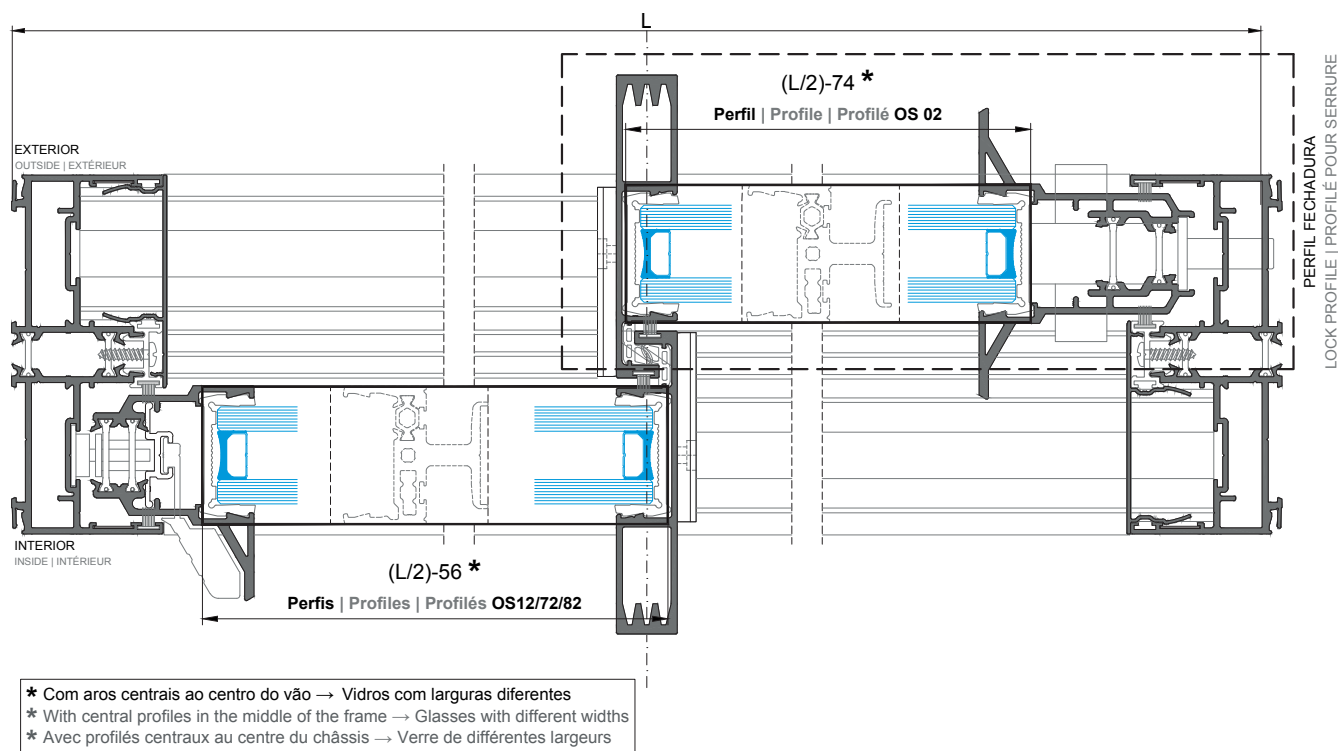 L
(L/2)-74 *
Perfil | Profile | Profilé OS 02
EXTERIOR
OUTSIDE | EXTÉRIEUR
PERFIL FECHADURA
LOCK PROFILE | PROFILÉ POUR SERRURE
INTERIOR
INSIDE | INTÉRIEUR
(L/2)-56 *
Perfis | Profiles | Profilés OS12/72/82
* Com aros centrais ao centro do vão → Vidros com larguras diferentes
* With central profiles in the middle of the frame → Glasses with different widths
* Avec profilés centraux au centre du châssis → Verre de différentes largeurs